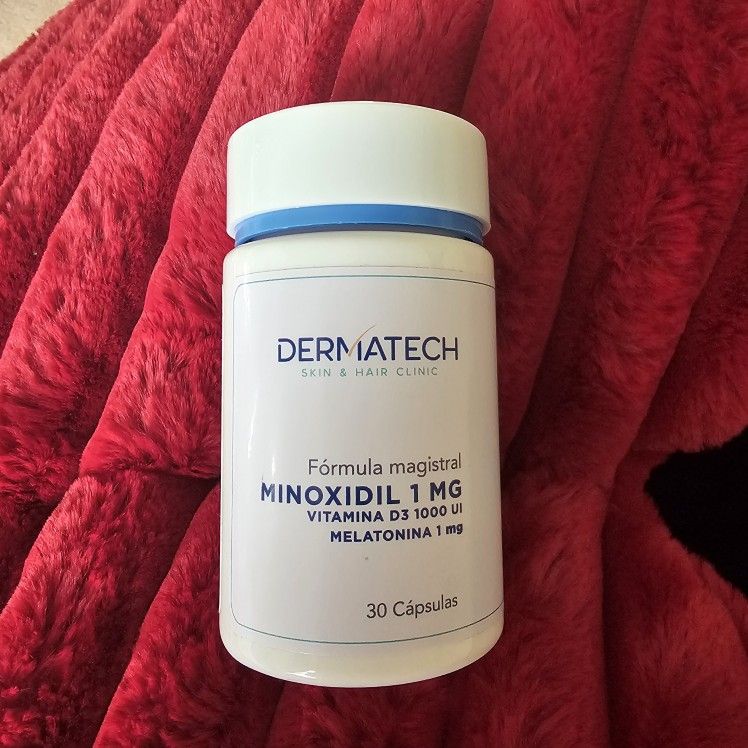 DERMATECH
SKIN & HAIR CLINIC
Fórmula magistral
MINOXIDIL 1 MG
VITAMINA D3 1000 UI
MELATONINA 1 mg
30 Cápsulas